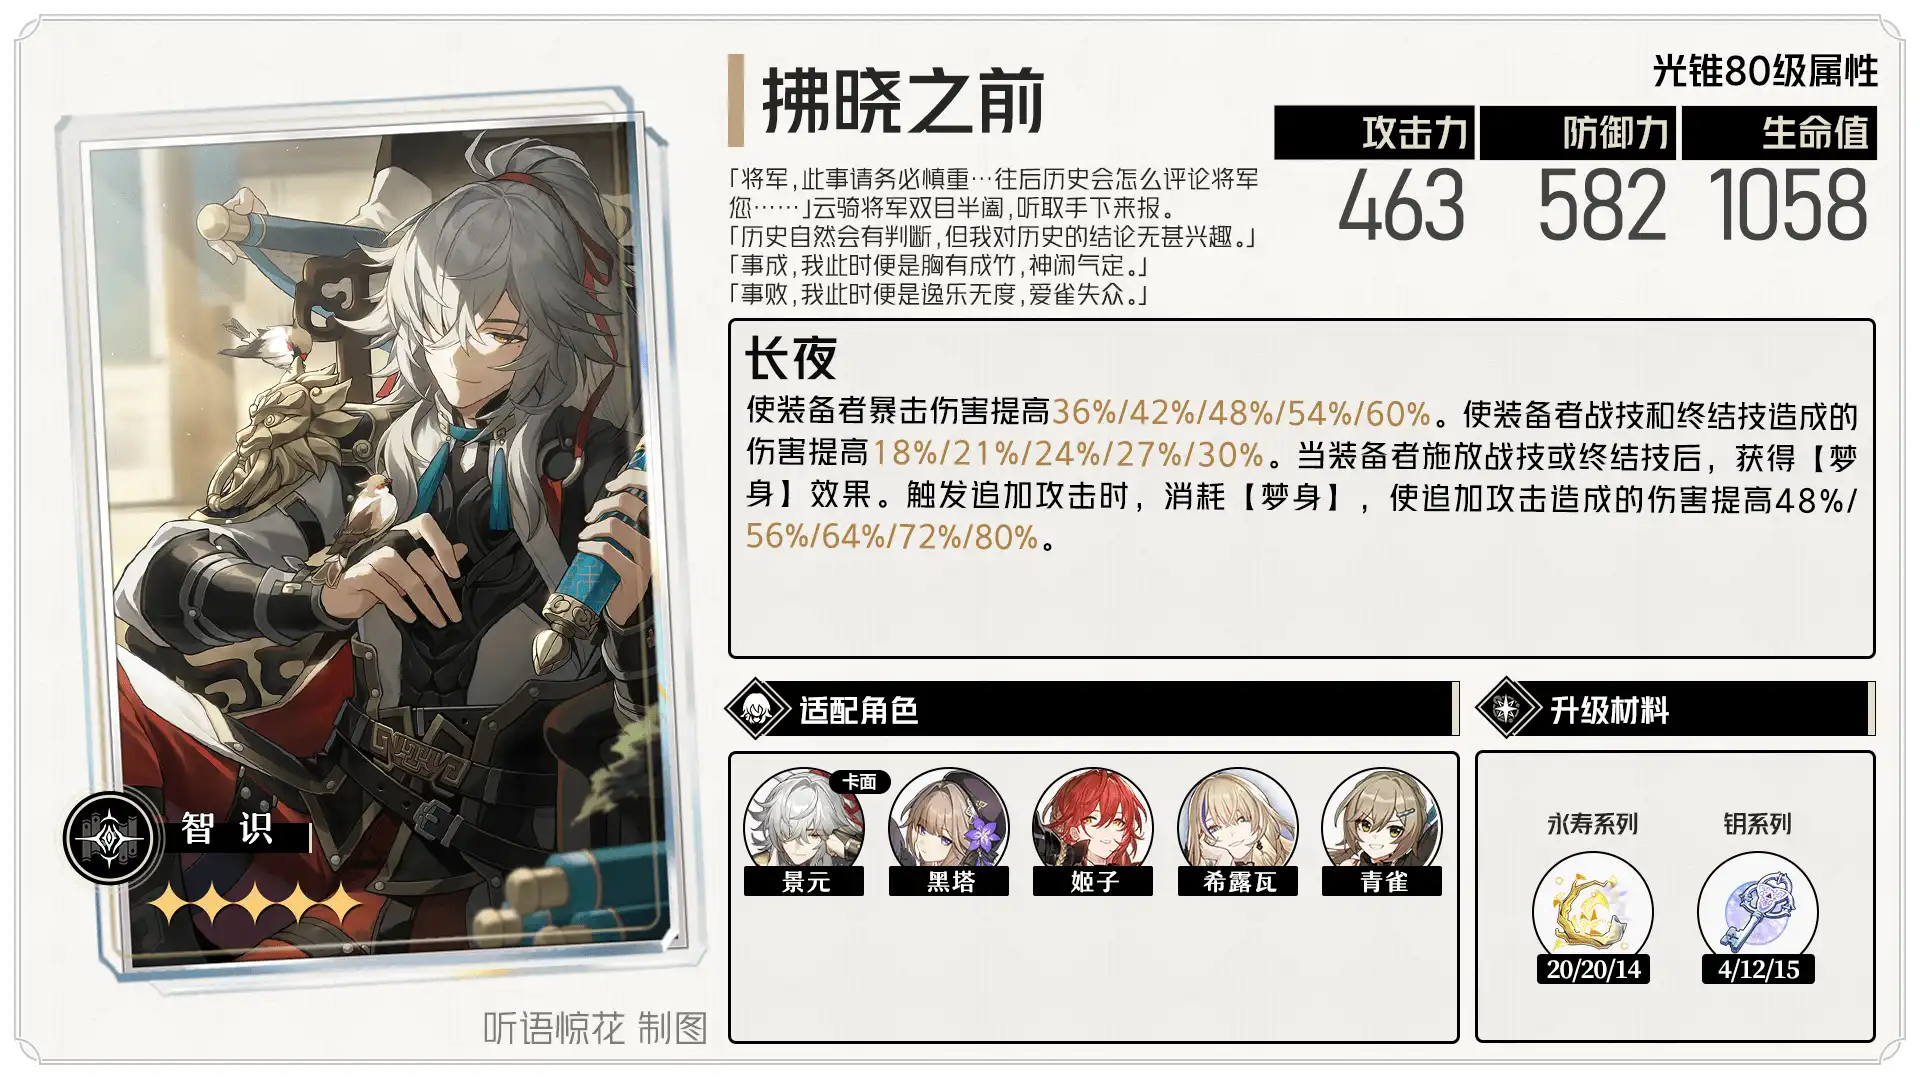 拂晓之前
光锥80级属性
攻击力 防御力 生命值
463 582 1058
「将军,此事请务必慎重…往后历史会怎么评论将军
您……」云骑将军双目半阖,听取手下来报。
「历史自然会有判断,但我对历史的结论无甚兴趣。」
「事成,我此时便是胸有成竹,神闲气定。」
「事败,我此时便是逸乐无度,爱雀失众。」
长夜
使装备者暴击伤害提高36%/42%/48%/54%/60%。使装备者战技和终结技造成的
伤害提高18%/21%/24%/27%/30%。当装备者施放战技或终结技后，获得【梦
身】效果。触发追加攻击时，消耗【梦身】，使追加攻击造成的伤害提高48%/
56%/64%/72%/80%。
智 识
适配角色
卡面
景元 黑塔 姬子 希露瓦 青雀
升级材料
永寿系列 钥系列
20/20/14 4/12/15
听语惊花 制图